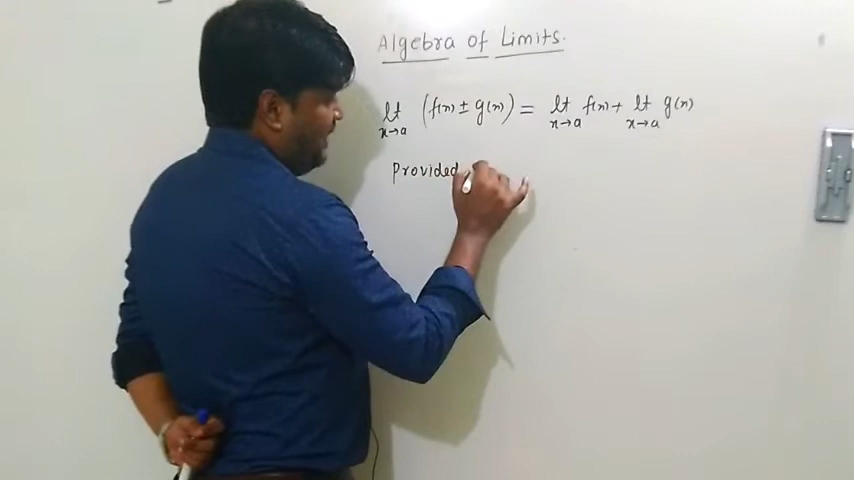 Algebra of Limits.
lt x→a (f(x) ± g(x)) = lt x→a f(x) + lt x→a g(x)
Provided